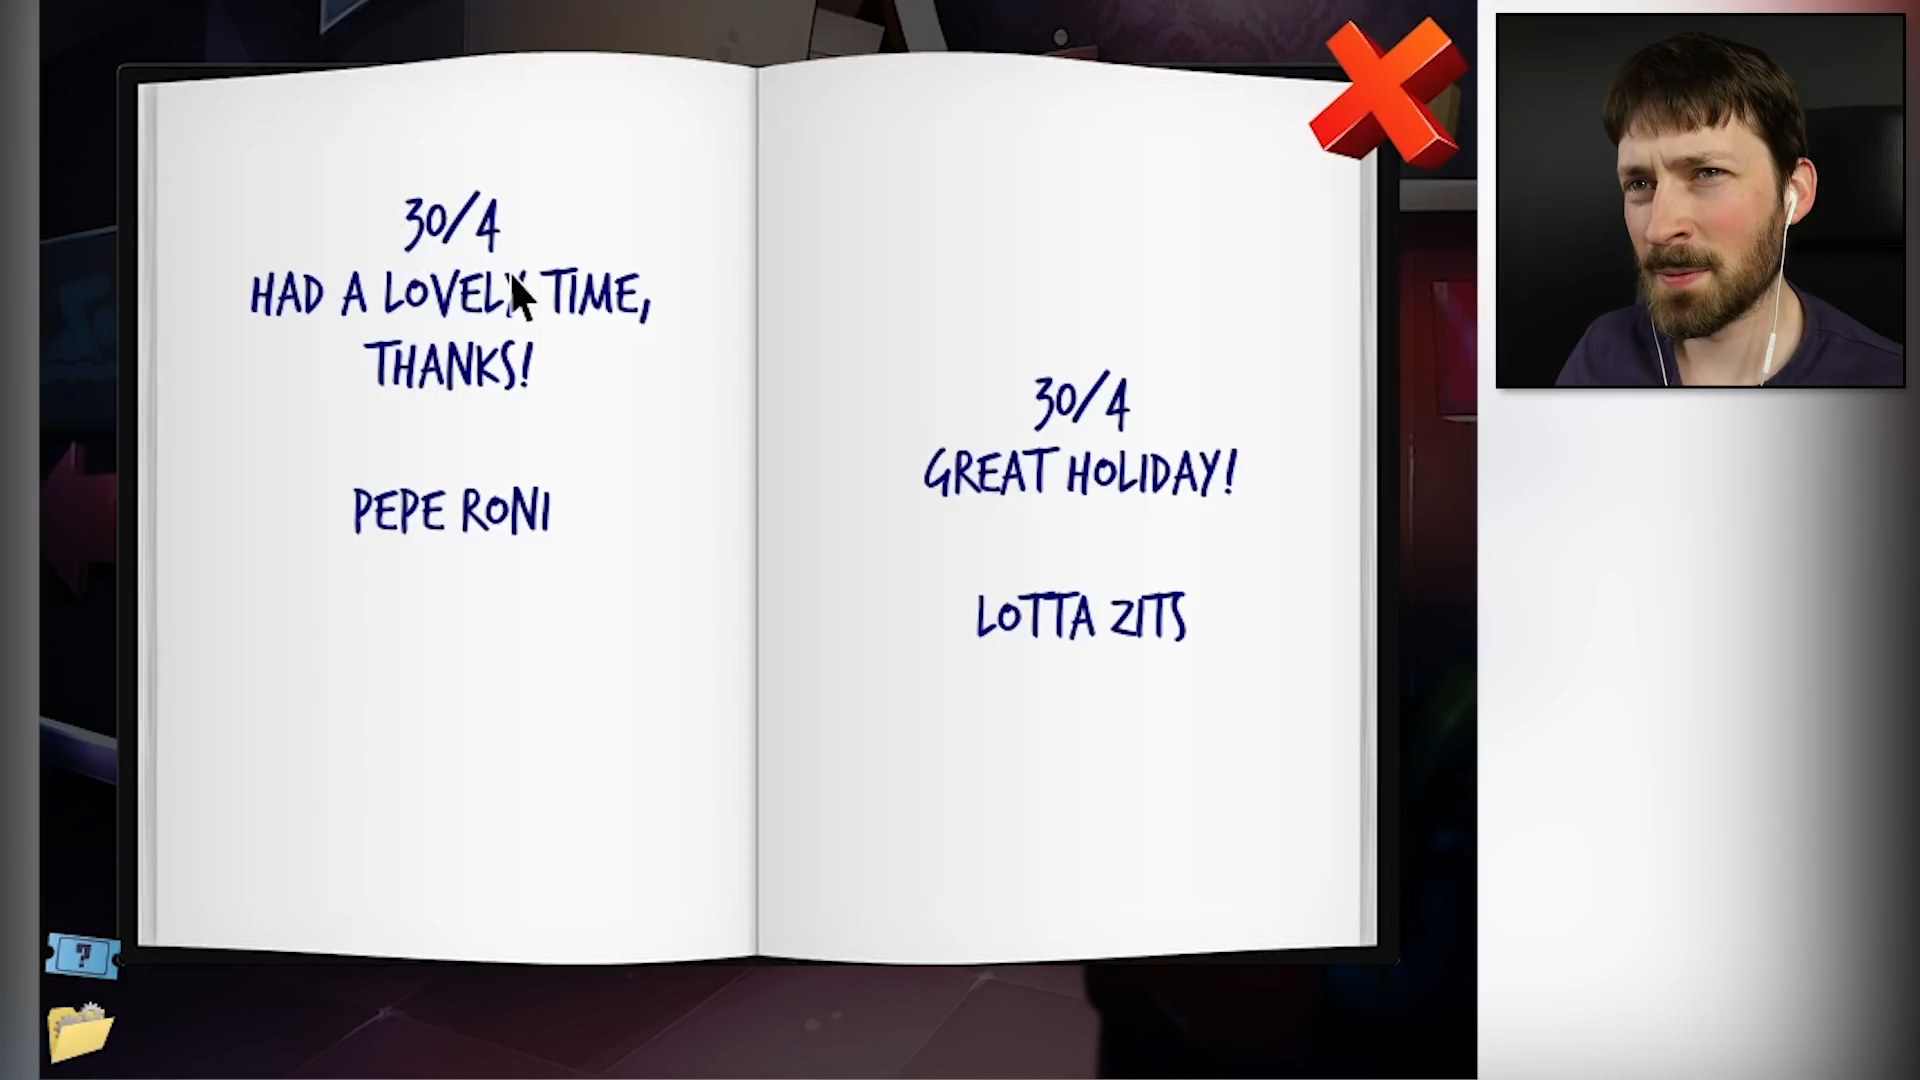 30/4
HAD A LOVELY TIME,
THANKS!
PEPE RONI
30/4
GREAT HOLIDAY!
LOTTA ZITS
?